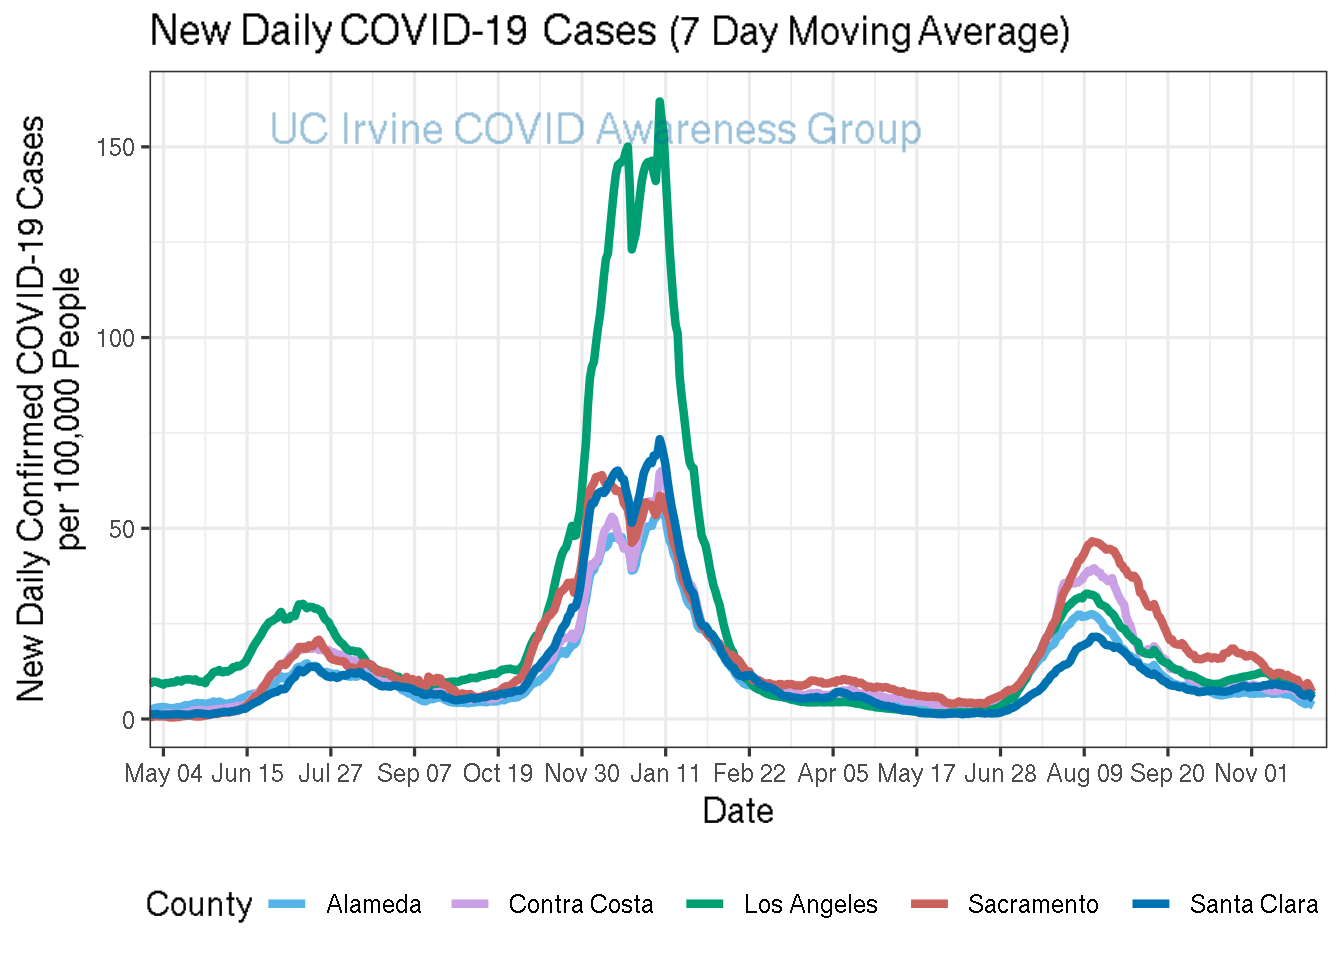 New Daily COVID-19 Cases (7 Day Moving Average)
UC Irvine COVID Awareness Group
New Daily Confirmed COVID-19 Cases
per 100,000 People
150
100
50
0
May 04 Jun 15 Jul 27 Sep 07 Oct 19 Nov 30 Jan 11 Feb 22 Apr 05 May 17 Jun 28 Aug 09 Sep 20 Nov 01
Date
County Alameda Contra Costa Los Angeles Sacramento Santa Clara